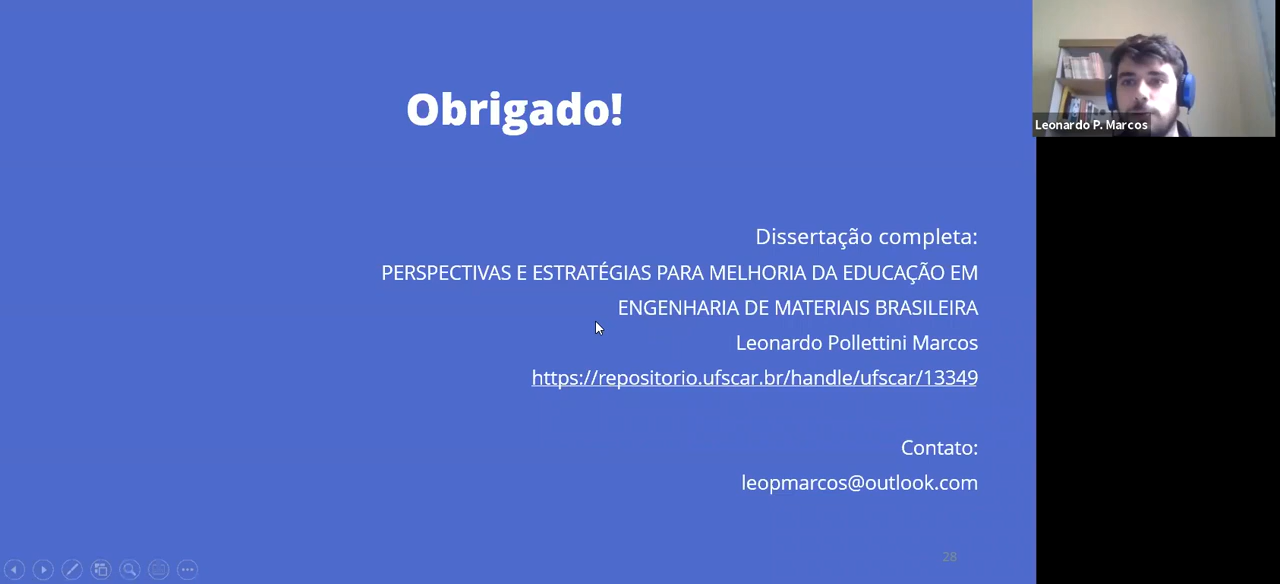 Obrigado!
Leonardo P. Marcos
Dissertação completa:
PERSPECTIVAS E ESTRATÉGIAS PARA MELHORIA DA EDUCAÇÃO EM
ENGENHARIA DE MATERIAIS BRASILEIRA
Leonardo Pollettini Marcos
https://repositorio.ufscar.br/handle/ufscar/13349
Contato:
leopmarcos@outlook.com
28